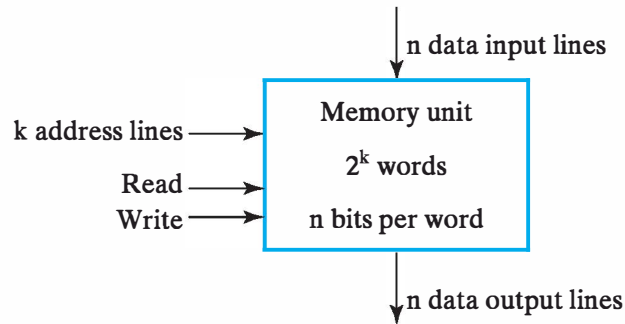 n data input lines
Memory unit
k address lines
2^k words
Read
Write
n bits per word
n data output lines